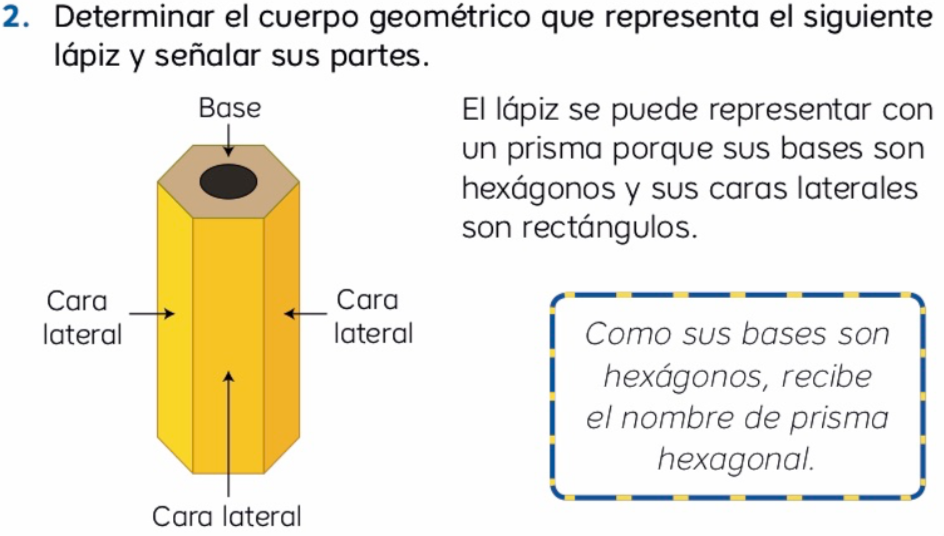 2. Determinar el cuerpo geométrico que representa el siguiente
lápiz y señalar sus partes.
Base
El lápiz se puede representar con
un prisma porque sus bases son
hexágonos y sus caras laterales
son rectángulos.
Cara
lateral
Cara
lateral
Cara lateral
Como sus bases son
hexágonos, recibe
el nombre de prisma
hexagonal.